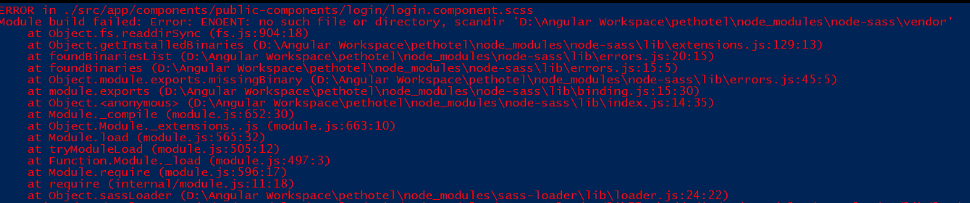 ERROR in ./src/app/components/public-components/login/login.component.scss
Module build failed: Error: ENOENT: no such file or directory, scandir 'D:\Angular Workspace\pethotel\node_modules\node-sass\vendor'
at Object.fs.readdirSync (fs.js:904:18)
at Object.getInstalledBinaries (D:\Angular Workspace\pethotel\node_modules\node-sass\lib\extensions.js:129:13)
at foundBinariesList (D:\Angular Workspace\pethotel\node_modules\node-sass\lib\errors.js:20:15)
at foundBinaries (D:\Angular Workspace\pethotel\node_modules\node-sass\lib\errors.js:15:5)
at Object.module.exports.missingBinary (D:\Angular Workspace\pethotel\node_modules\node-sass\lib\errors.js:45:5)
at module.exports (D:\Angular Workspace\pethotel\node_modules\node-sass\lib\binding.js:15:30)
at Object.<anonymous> (D:\Angular Workspace\pethotel\node_modules\node-sass\lib\index.js:14:35)
at Module._compile (module.js:652:30)
at Object.Module._extensions..js (module.js:663:10)
at Module.load (module.js:565:32)
at tryModuleLoad (module.js:505:12)
at Function.Module._load (module.js:497:3)
at Module.require (module.js:596:17)
at require (internal/module.js:11:18)
at Object.sassLoader (D:\Angular Workspace\pethotel\node_modules\sass-loader\lib\loader.js:24:22)